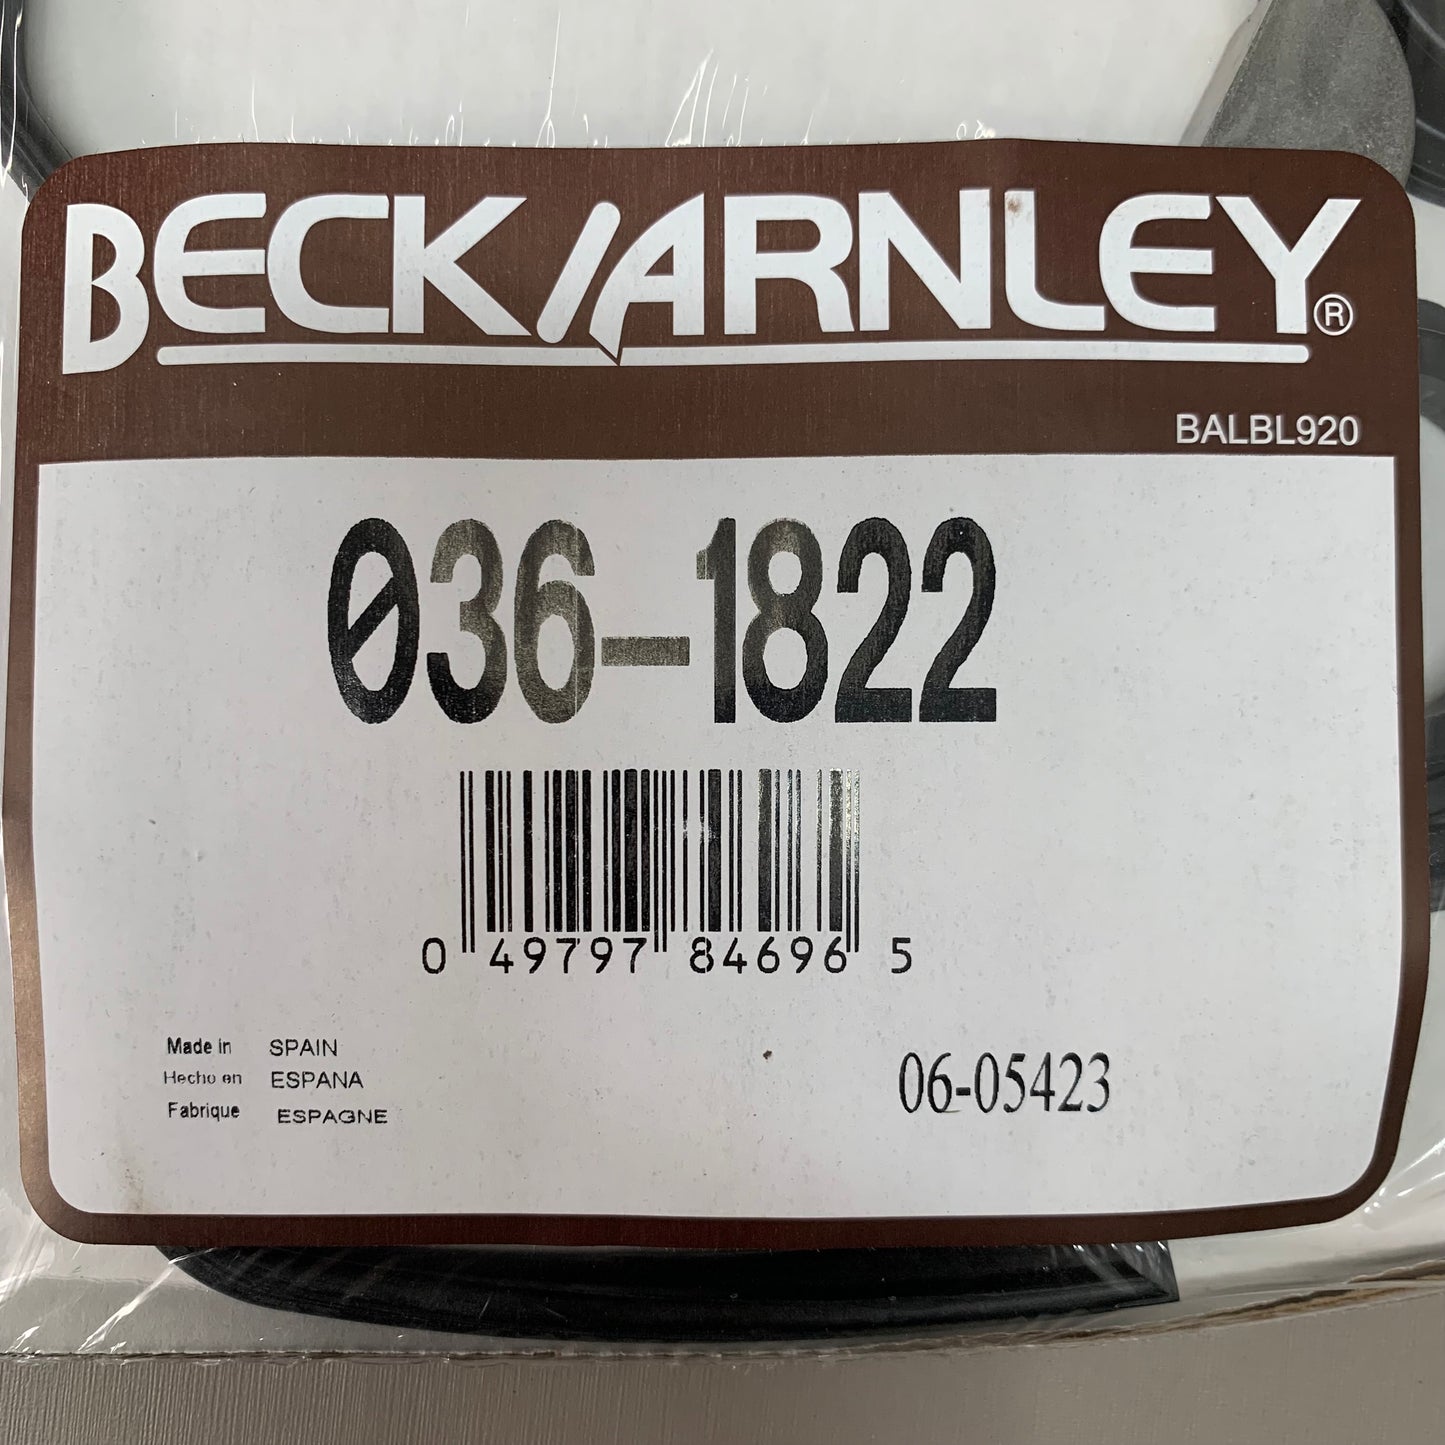 BECK/ARNLEY®
BALBL920
036-1822
0 49797 84696 5
Made in SPAIN
Hecho en ESPANA
Fabrique ESPAGNE
06-05423